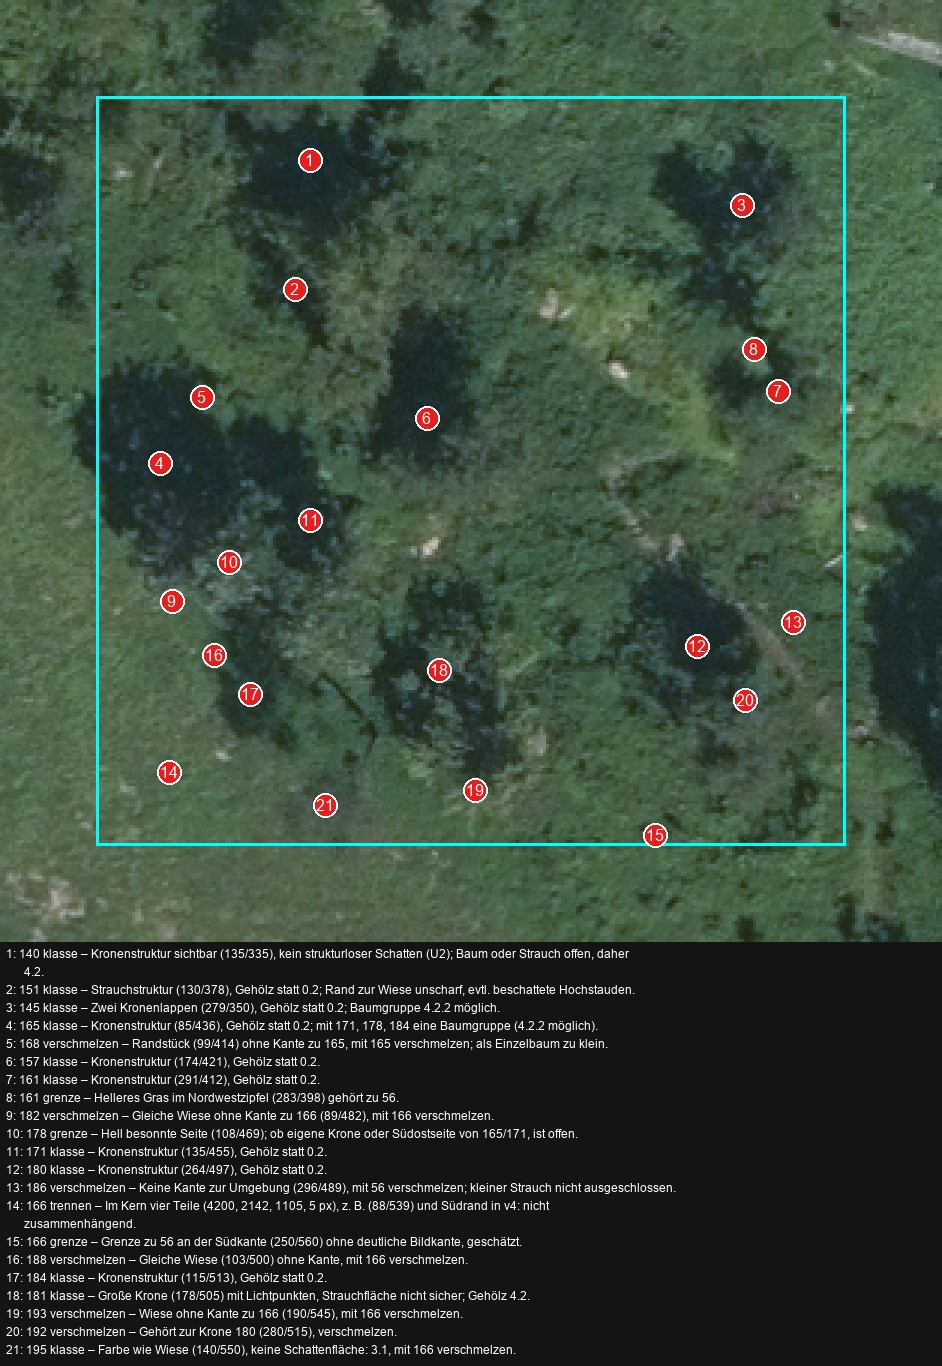 1
3
2
8
7
5
6
4
11
10
9
13
12
16
18
17
20
14
19
21
15
1: 140 klasse – Kronenstruktur sichtbar (135/335), kein strukturloser Schatten (U2); Baum oder Strauch offen, daher
4.2.
2: 151 klasse – Strauchstruktur (130/378), Gehölz statt 0.2; Rand zur Wiese unscharf, evtl. beschattete Hochstauden.
3: 145 klasse – Zwei Kronenlappen (279/350), Gehölz statt 0.2; Baumgruppe 4.2.2 möglich.
4: 165 klasse – Kronenstruktur (85/436), Gehölz statt 0.2; mit 171, 178, 184 eine Baumgruppe (4.2.2 möglich).
5: 168 verschmelzen – Randstück (99/414) ohne Kante zu 165, mit 165 verschmelzen; als Einzelbaum zu klein.
6: 157 klasse – Kronenstruktur (174/421), Gehölz statt 0.2.
7: 161 klasse – Kronenstruktur (291/412), Gehölz statt 0.2.
8: 161 grenze – Helleres Gras im Nordwestzipfel (283/398) gehört zu 56.
9: 182 verschmelzen – Gleiche Wiese ohne Kante zu 166 (89/482), mit 166 verschmelzen.
10: 178 grenze – Hell besonnte Seite (108/469); ob eigene Krone oder Südostseite von 165/171, ist offen.
11: 171 klasse – Kronenstruktur (135/455), Gehölz statt 0.2.
12: 180 klasse – Kronenstruktur (264/497), Gehölz statt 0.2.
13: 186 verschmelzen – Keine Kante zur Umgebung (296/489), mit 56 verschmelzen; kleiner Strauch nicht ausgeschlossen.
14: 166 trennen – Im Kern vier Teile (4200, 2142, 1105, 5 px), z. B. (88/539) und Südrand in v4: nicht
zusammenhängend.
15: 166 grenze – Grenze zu 56 an der Südkante (250/560) ohne deutliche Bildkante, geschätzt.
16: 188 verschmelzen – Gleiche Wiese (103/500) ohne Kante, mit 166 verschmelzen.
17: 184 klasse – Kronenstruktur (115/513), Gehölz statt 0.2.
18: 181 klasse – Große Krone (178/505) mit Lichtpunkten, Strauchfläche nicht sicher; Gehölz 4.2.
19: 193 verschmelzen – Wiese ohne Kante zu 166 (190/545), mit 166 verschmelzen.
20: 192 verschmelzen – Gehört zur Krone 180 (280/515), verschmelzen.
21: 195 klasse – Farbe wie Wiese (140/550), keine Schattenfläche: 3.1, mit 166 verschmelzen.